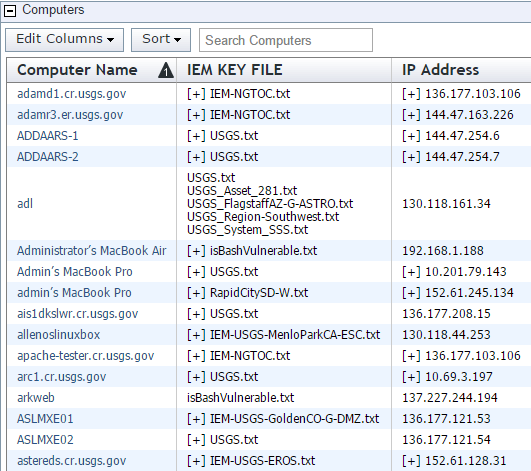 Computers
Edit Columns Sort Search Computers
Computer Name 1 IEM KEY FILE IP Address
adamd1.cr.usgs.gov [+] IEM-NGTOC.txt [+] 136.177.103.106
adamr3.er.usgs.gov [+] IEM-NGTOC.txt [+] 144.47.163.226
ADDAARS-1 [+] USGS.txt [+] 144.47.254.6
ADDAARS-2 [+] USGS.txt [+] 144.47.254.7
USGS.txt
USGS_Asset_281.txt
adl USGS_FlagstaffAZ-G-ASTRO.txt 130.118.161.34
USGS_Region-Southwest.txt
USGS_System_SSS.txt
Administrator’s MacBook Air [+] isBashVulnerable.txt 192.168.1.188
Admin’s MacBook Pro [+] USGS.txt [+] 10.201.79.143
admin’s MacBook Pro [+] RapidCitySD-W.txt [+] 152.61.245.134
ais1dkslwr.cr.usgs.gov [+] USGS.txt 136.177.208.15
allenoslinuxbox [+] IEM-USGS-MenloParkCA-ESC.txt 130.118.44.253
apache-tester.cr.usgs.gov [+] IEM-NGTOC.txt [+] 136.177.103.106
arc1.cr.usgs.gov [+] USGS.txt [+] 10.69.3.197
arkweb isBashVulnerable.txt 137.227.244.194
ASLMXE01 [+] IEM-USGS-GoldenCO-G-DMZ.txt 136.177.121.53
ASLMXE02 [+] USGS.txt 136.177.121.54
astereds.cr.usgs.gov [+] IEM-USGS-EROS.txt [+] 152.61.128.31